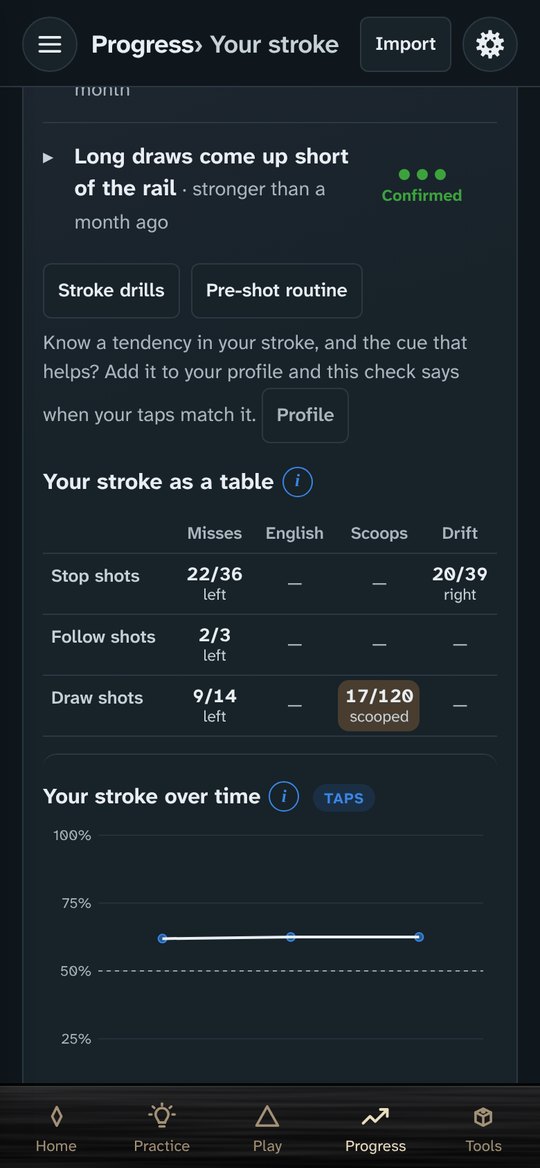 Progress› Your stroke
Import
month
▶ Long draws come up short
of the rail · stronger than a
month ago
Confirmed
Stroke drills
Pre-shot routine
Know a tendency in your stroke, and the cue that
helps? Add it to your profile and this check says
when your taps match it. Profile
Your stroke as a table i
Misses English Scoops Drift
Stop shots 22/36 — — 20/39
left right
Follow shots 2/3 — — —
left
Draw shots 9/14 — 17/120 —
left scooped
Your stroke over time i TAPS
100%
75%
50%
25%
Home Practice Play Progress Tools